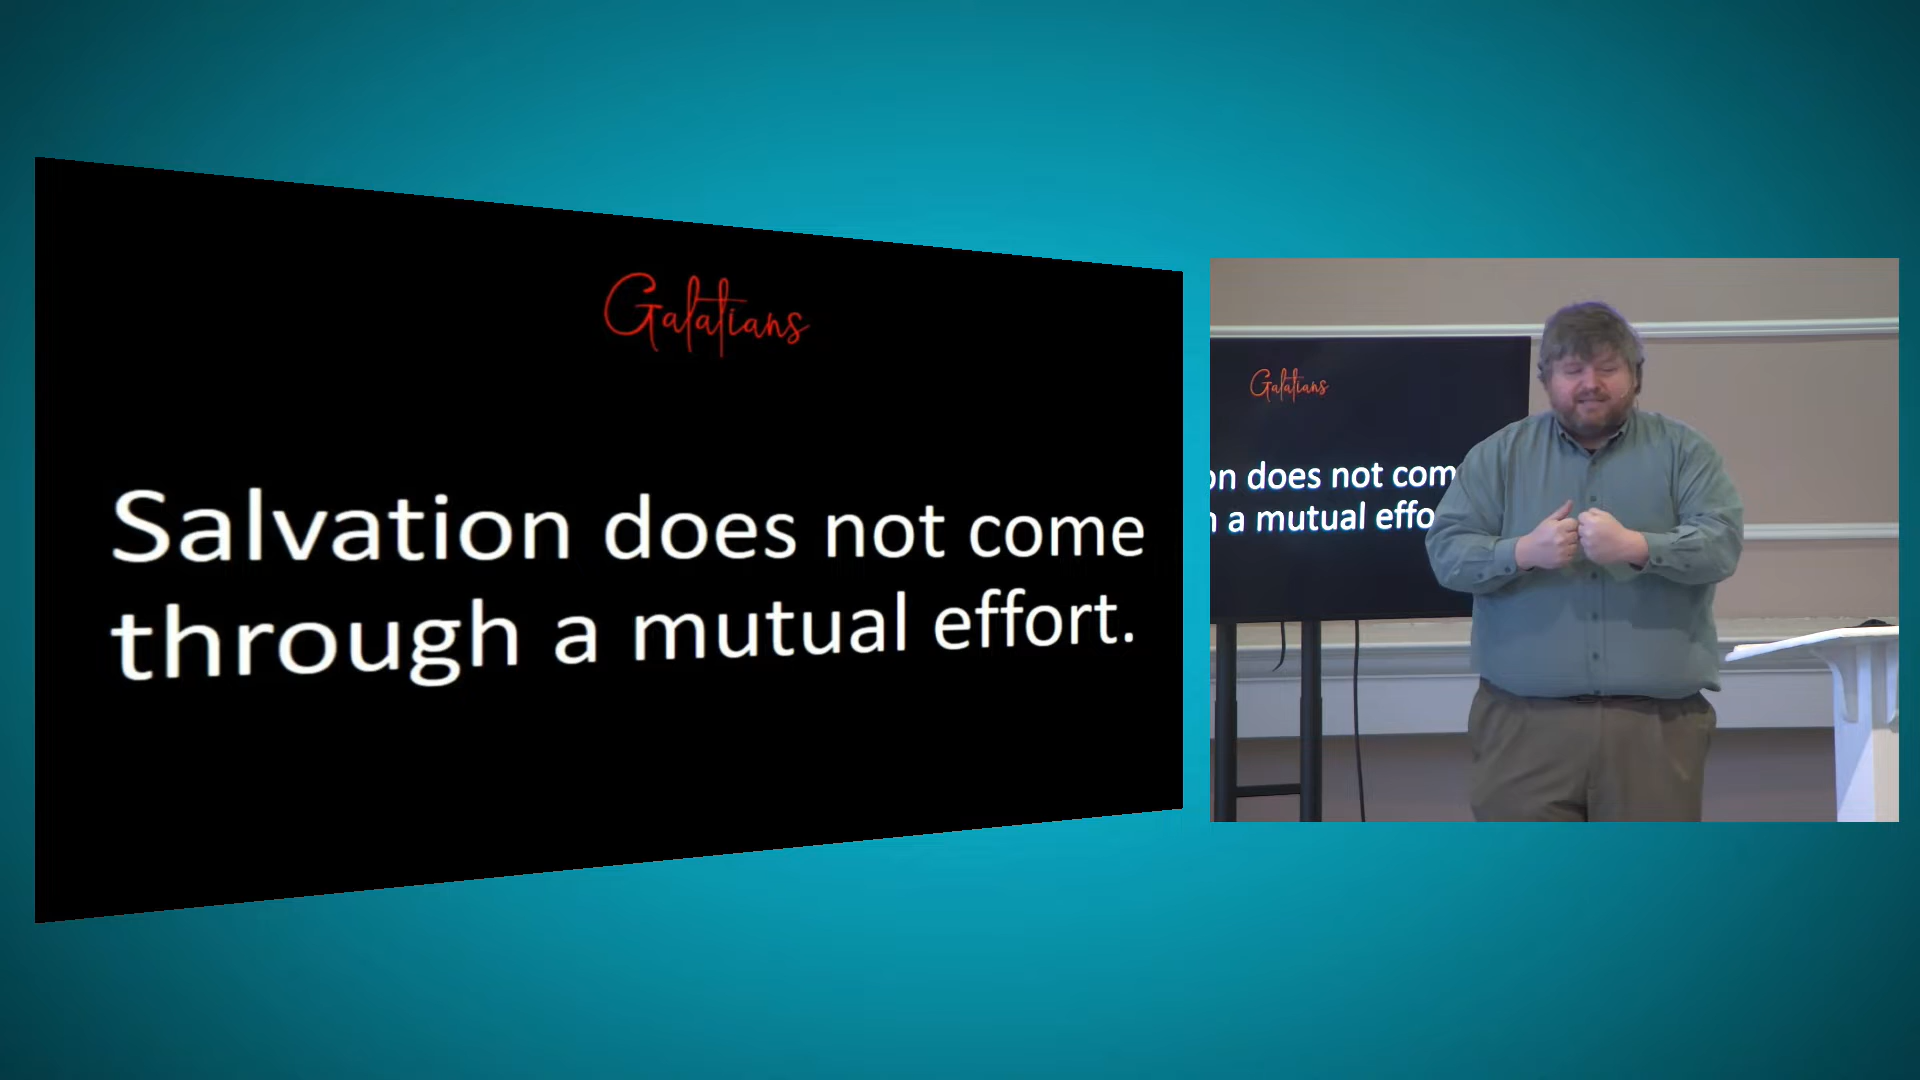 Galatians
Salvation does not come
through a mutual effort.
Galatians
on does not com
a mutual effo